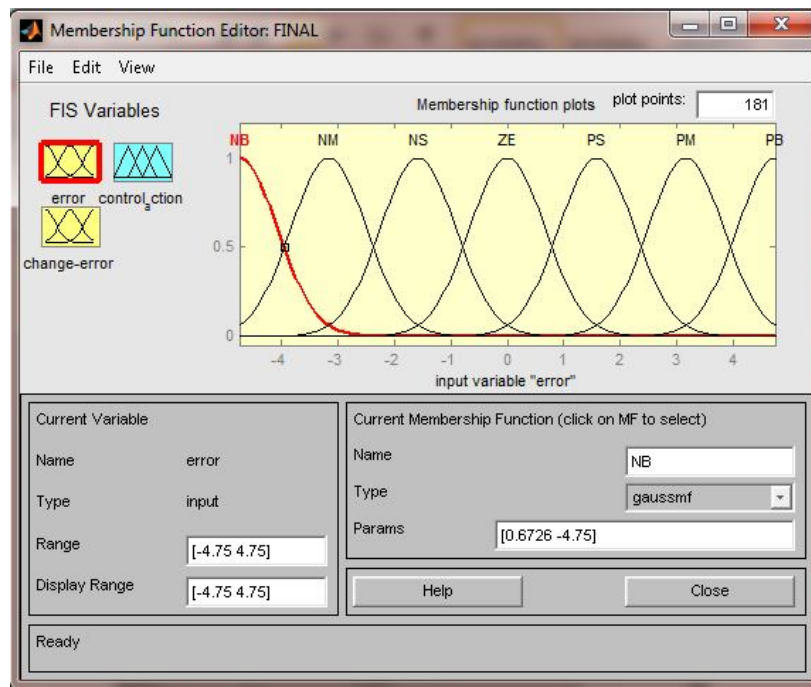 Membership Function Editor: FINAL
File Edit View
FIS Variables
Membership function plots plot points: 181
error control_action
change-error
NB NM NS ZE PS PM PB
1
0.5
0
-4 -3 -2 -1 0 1 2 3 4
input variable "error"
Current Variable
Name error
Type input
Range [-4.75 4.75]
Display Range [-4.75 4.75]
Current Membership Function (click on MF to select)
Name NB
Type gaussmf
Params [0.6726 -4.75]
Help Close
Ready